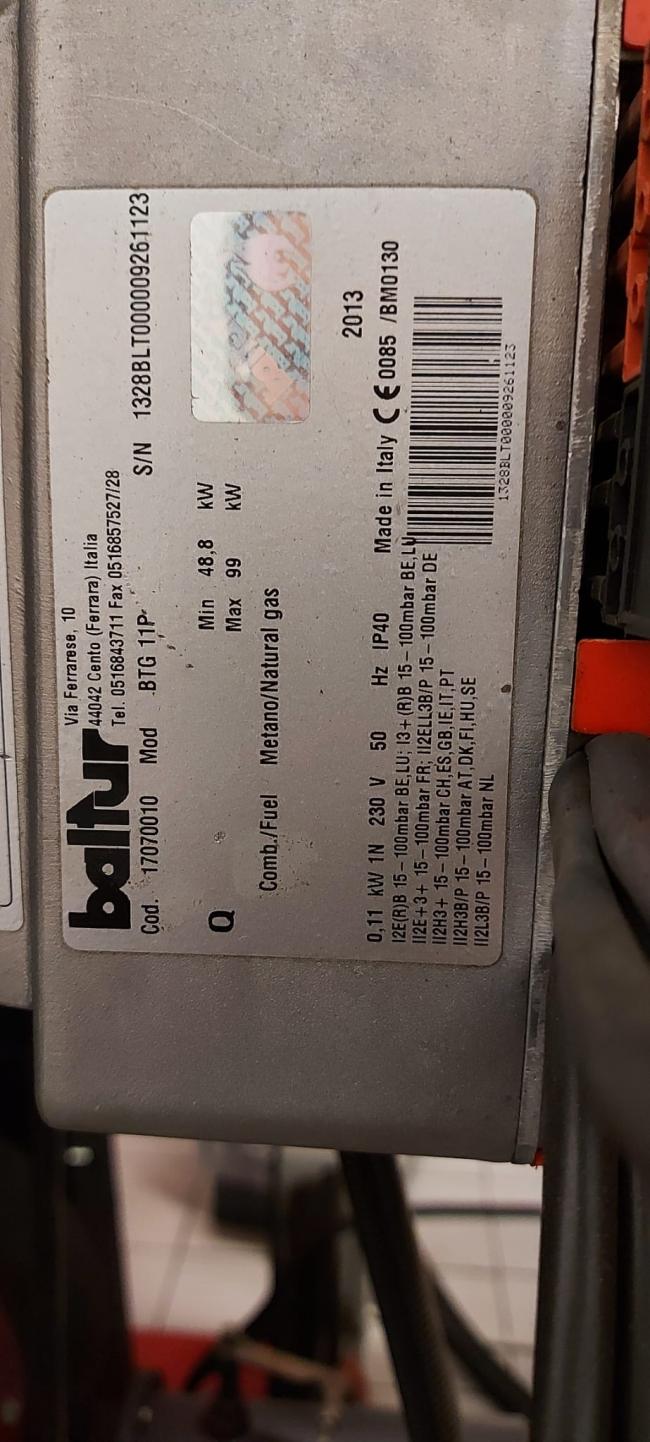 baltur
Via Ferrarese, 10
44042 Cento (Ferrara) Italia
Tel. 0516843711 Fax 0516857527/28
Cod. 17070010 Mod .BTG 11P S/N 1328BLT000009261123
Q
Min 48,8 kW
Max 99 kW
Comb./Fuel Metano/Natural gas
2013
0,11 kW 1N 230 V 50 Hz IP40 Made in Italy CE 0085 /BM0130
I2E(R)B 15-100mbar BE,LU; I3+(R)B 15-100mbar BE,LU
II2E+3+ 15-100mbar FR; II2ELL3B/P 15-100mbar DE
II2H3+ 15-100mbar CH,ES,GB,IE,IT,PT
II2H3B/P 15-100mbar AT,DK,FI,HU,SE
II2L3B/P 15-100mbar NL
1328BLT000009261123